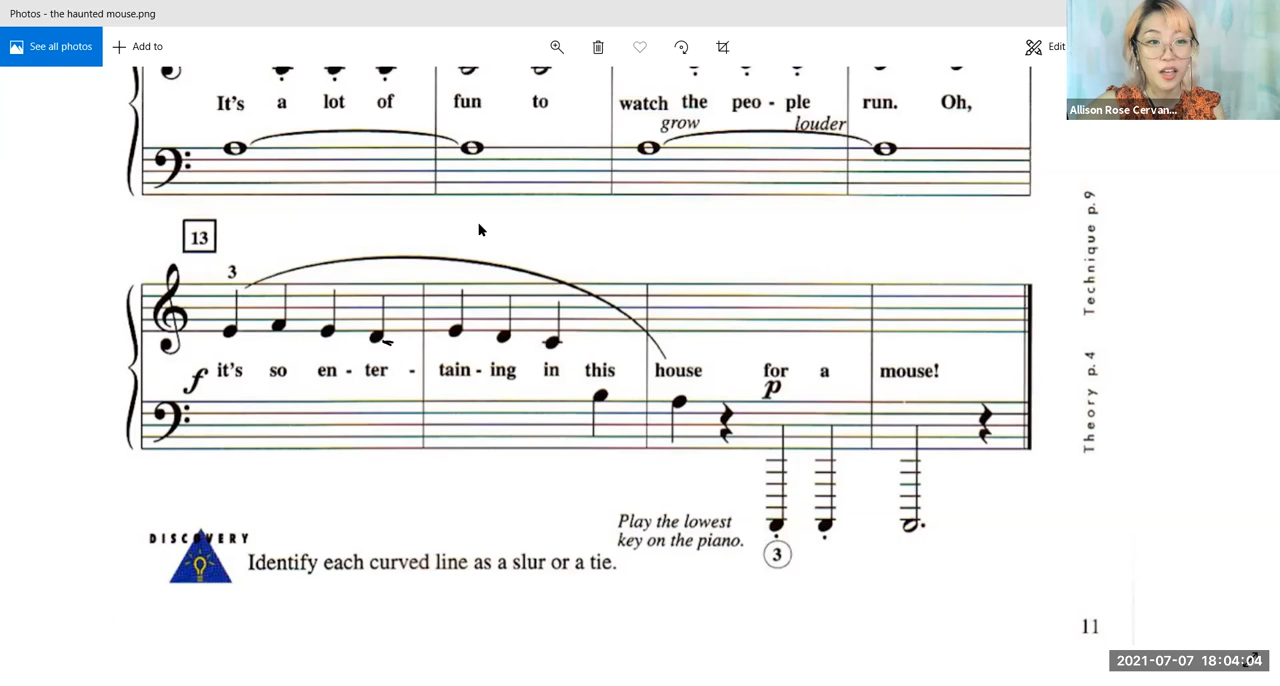 Photos - the haunted mouse.png
See all photos
Add to
Edit
Allison Rose Cervan...
It's a lot of fun to watch the peo - ple run. Oh,
grow louder
13
3
f it's so en - ter - tain - ing in this house for a mouse!
p
Play the lowest
key on the piano.
3
DISCOVERY
Identify each curved line as a slur or a tie.
Technique p.9
Theory p.4
11
2021-07-07 18:04:04